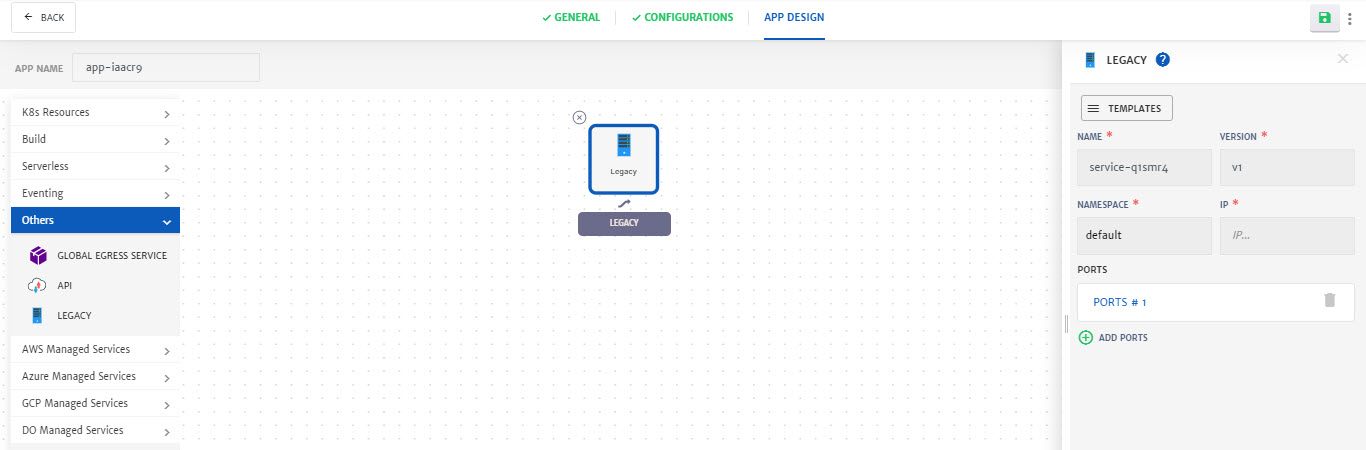 BACK
GENERAL
CONFIGURATIONS
APP DESIGN
APP NAME
app-iaacr9
K8s Resources
Build
Serverless
Eventing
Others
GLOBAL EGRESS SERVICE
API
LEGACY
AWS Managed Services
Azure Managed Services
GCP Managed Services
DO Managed Services
Legacy
LEGACY
LEGACY ?
TEMPLATES
NAME * VERSION *
service-q1smr4 v1
NAMESPACE * IP *
default IP...
PORTS
PORTS # 1
ADD PORTS